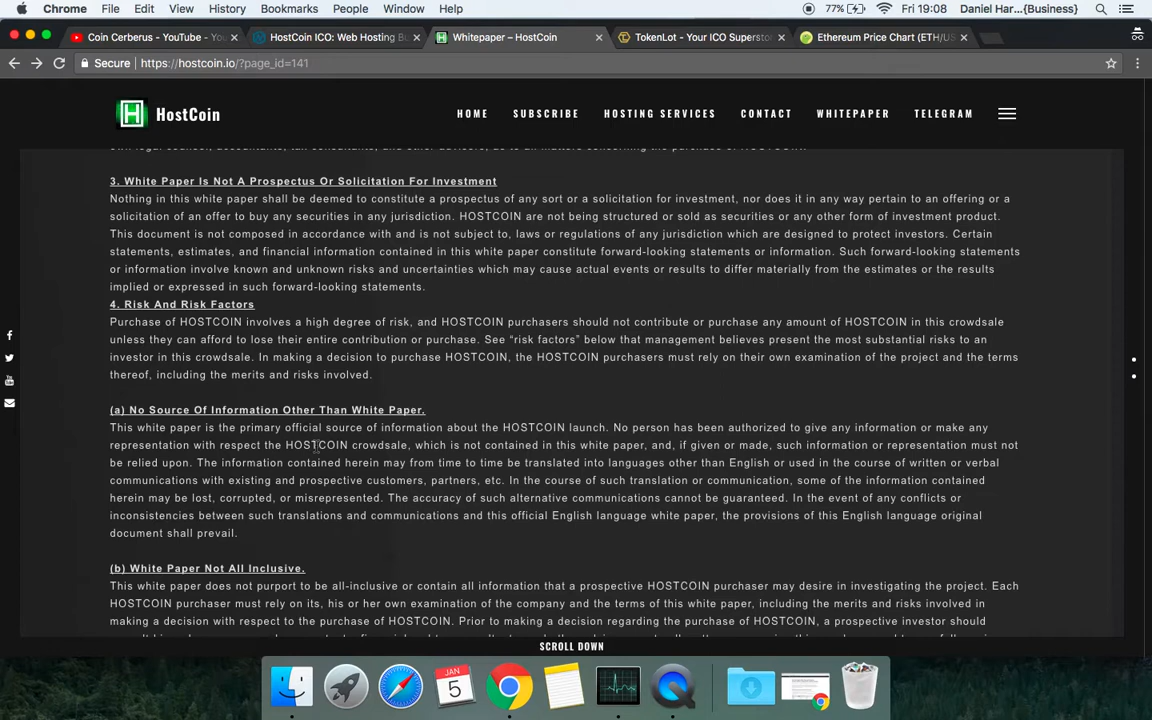 Chrome File Edit View History Bookmarks People Window Help 77% Fri 19:08 Daniel Har...{Business}
Coin Cerberus - YouTube - Yo
HostCoin ICO: Web Hosting B
Whitepaper – HostCoin
TokenLot - Your ICO Supersto
Ethereum Price Chart (ETH/US
Secure https://hostcoin.io/?page_id=141
H HostCoin
HOME SUBSCRIBE HOSTING SERVICES CONTACT WHITEPAPER TELEGRAM
own legal counsel, accountants, tax consultants, and other advisors, as to all matters concerning the purchase of HOSTCOIN.
3. White Paper Is Not A Prospectus Or Solicitation For Investment
Nothing in this white paper shall be deemed to constitute a prospectus of any sort or a solicitation for investment, nor does it in any way pertain to an offering or a
solicitation of an offer to buy any securities in any jurisdiction. HOSTCOIN are not being structured or sold as securities or any other form of investment product.
This document is not composed in accordance with and is not subject to, laws or regulations of any jurisdiction which are designed to protect investors. Certain
statements, estimates, and financial information contained in this white paper constitute forward-looking statements or information. Such forward-looking statements
or information involve known and unknown risks and uncertainties which may cause actual events or results to differ materially from the estimates or the results
implied or expressed in such forward-looking statements.
4. Risk And Risk Factors
Purchase of HOSTCOIN involves a high degree of risk, and HOSTCOIN purchasers should not contribute or purchase any amount of HOSTCOIN in this crowdsale
unless they can afford to lose their entire contribution or purchase. See “risk factors” below that management believes present the most substantial risks to an
investor in this crowdsale. In making a decision to purchase HOSTCOIN, the HOSTCOIN purchasers must rely on their own examination of the project and the terms
thereof, including the merits and risks involved.
(a) No Source Of Information Other Than White Paper.
This white paper is the primary official source of information about the HOSTCOIN launch. No person has been authorized to give any information or make any
representation with respect the HOSTCOIN crowdsale, which is not contained in this white paper, and, if given or made, such information or representation must not
be relied upon. The information contained herein may from time to time be translated into languages other than English or used in the course of written or verbal
communications with existing and prospective customers, partners, etc. In the course of such translation or communication, some of the information contained
herein may be lost, corrupted, or misrepresented. The accuracy of such alternative communications cannot be guaranteed. In the event of any conflicts or
inconsistencies between such translations and communications and this official English language white paper, the provisions of this English language original
document shall prevail.
(b) White Paper Not All Inclusive.
This white paper does not purport to be all-inclusive or contain all information that a prospective HOSTCOIN purchaser may desire in investigating the project. Each
HOSTCOIN purchaser must rely on its, his or her own examination of the company and the terms of this white paper, including the merits and risks involved in
making a decision with respect to the purchase of HOSTCOIN. Prior to making a decision regarding the purchase of HOSTCOIN, a prospective investor should
SCROLL DOWN
JAN
5